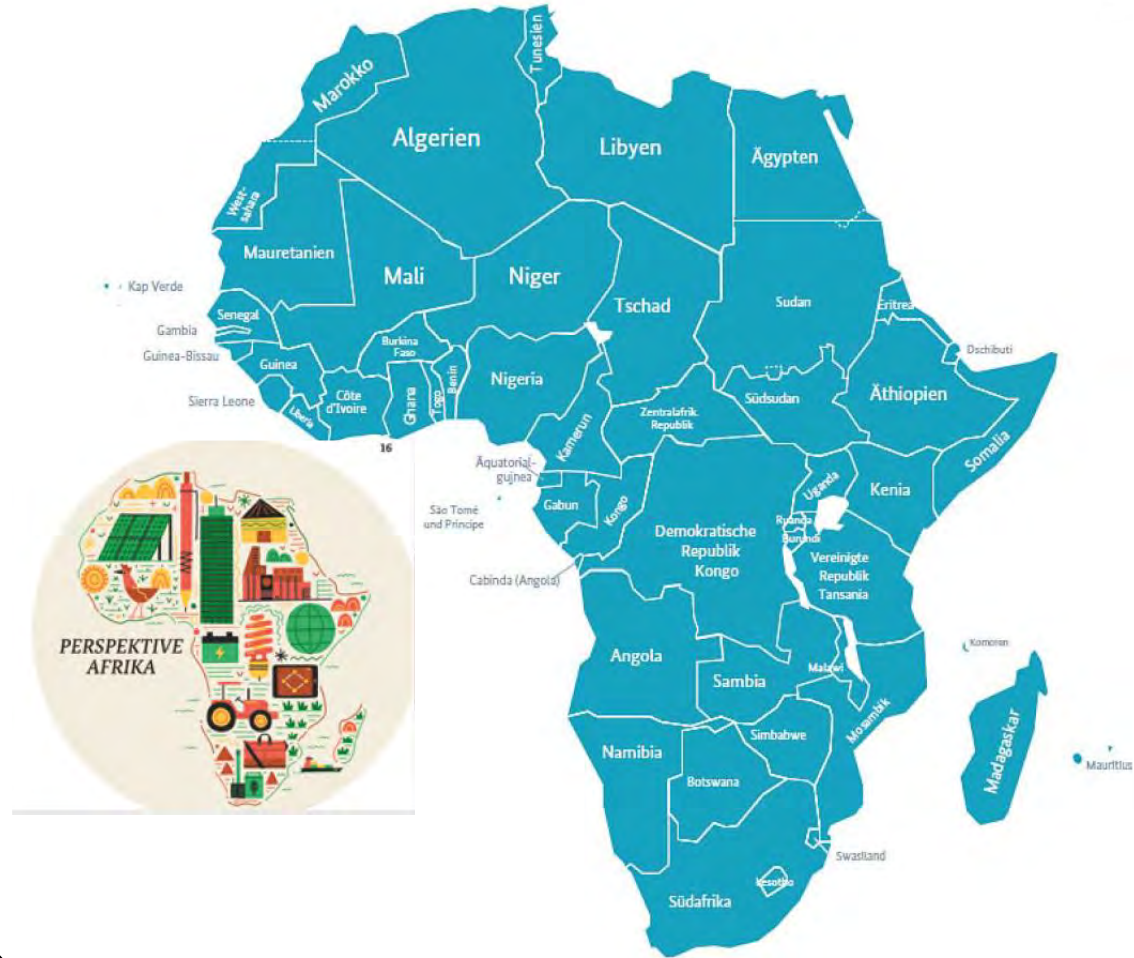 Tunesien
Marokko
Algerien
Libyen
Ägypten
West-
sahara
Mauretanien
Mali
Niger
Tschad
Sudan
Eritrea
Kap Verde
Senegal
Gambia
Guinea-Bissau
Guinea
Burkina
Faso
Dschibuti
Sierra Leone
Liberia
Côte
d'Ivoire
Ghana
Togo
Benin
Nigeria
Kamerun
Zentralafrik.
Republik
Südsudan
Äthiopien
Somalia
16
Äquatorial-
guinea
São Tomé
und Príncipe
Gabun
Kongo
Cabinda (Angola)
Demokratische
Republik
Kongo
Uganda
Kenia
Ruanda
Burundi
Vereinigte
Republik
Tansania
PERSPEKTIVE
AFRIKA
Angola
Sambia
Malawi
Komoren
Mosambik
Simbabwe
Namibia
Botswana
Madagaskar
Mauritius
Swasiland
Lesotho
Südafrika